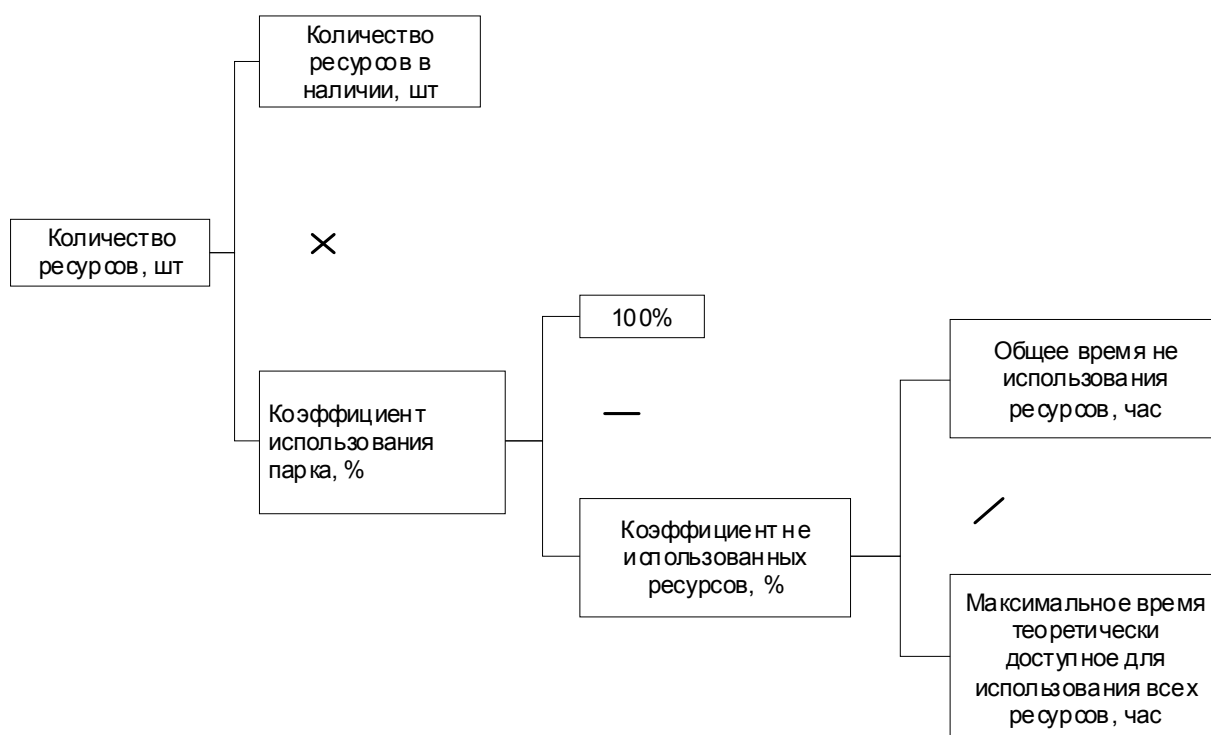 Количество
ресурсов в
наличии, шт
Количество
ресурсов, шт
×
100%
Общее время не
использования
ресурсов, час
Коэффициент
использования
парка, %
—
Коэффициент не
использованных
ресурсов, %
/
Максимальное время
теоретически
доступное для
использования всех
ресурсов, час